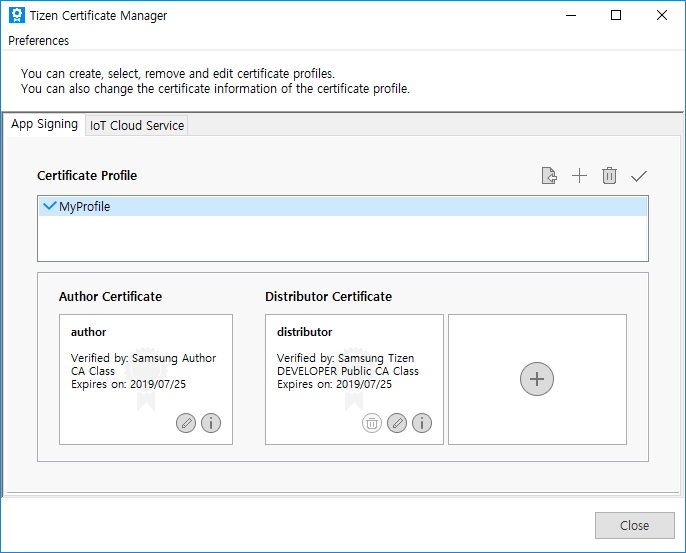 Tizen Certificate Manager
Preferences
You can create, select, remove and edit certificate profiles.
You can also change the certificate information of the certificate profile.
App Signing
IoT Cloud Service
Certificate Profile
MyProfile
Author Certificate
Distributor Certificate
author
Verified by: Samsung Author
CA Class
Expires on: 2019/07/25
distributor
Verified by: Samsung Tizen
DEVELOPER Public CA Class
Expires on: 2019/07/25
Close